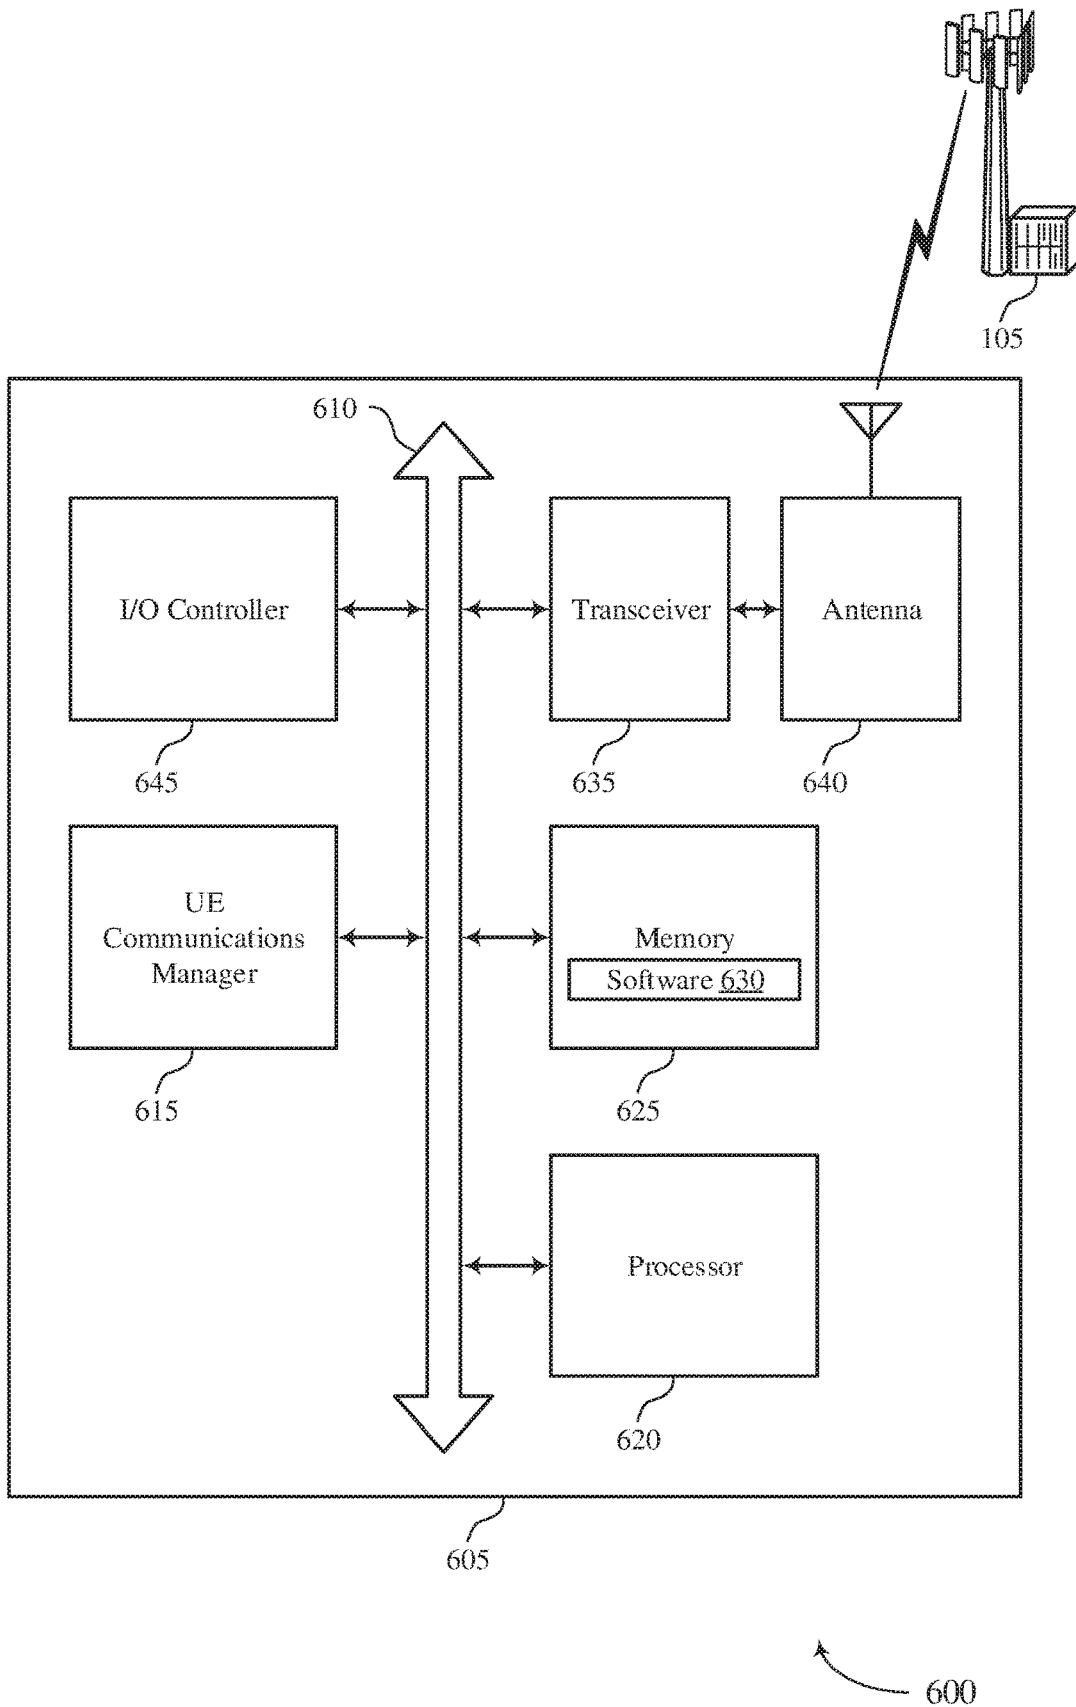 105
610
I/O Controller
Transceiver
Antenna
645
635
640
UE
Communications
Manager
Memory
Software 630
615
625
Processor
620
605
600